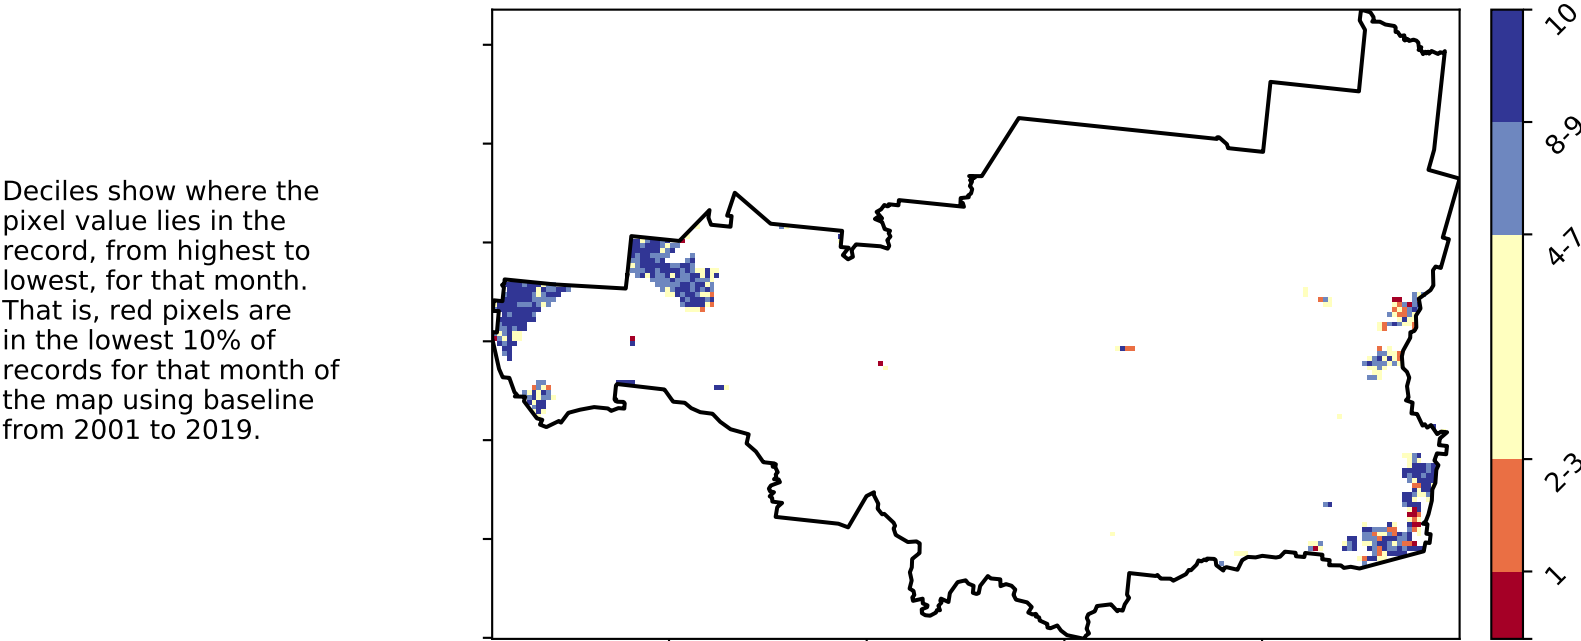 Deciles show where the
pixel value lies in the
record, from highest to
lowest, for that month.
That is, red pixels are
in the lowest 10% of
records for that month of
the map using baseline
from 2001 to 2019.
10
8-9
4-7
2-3
1